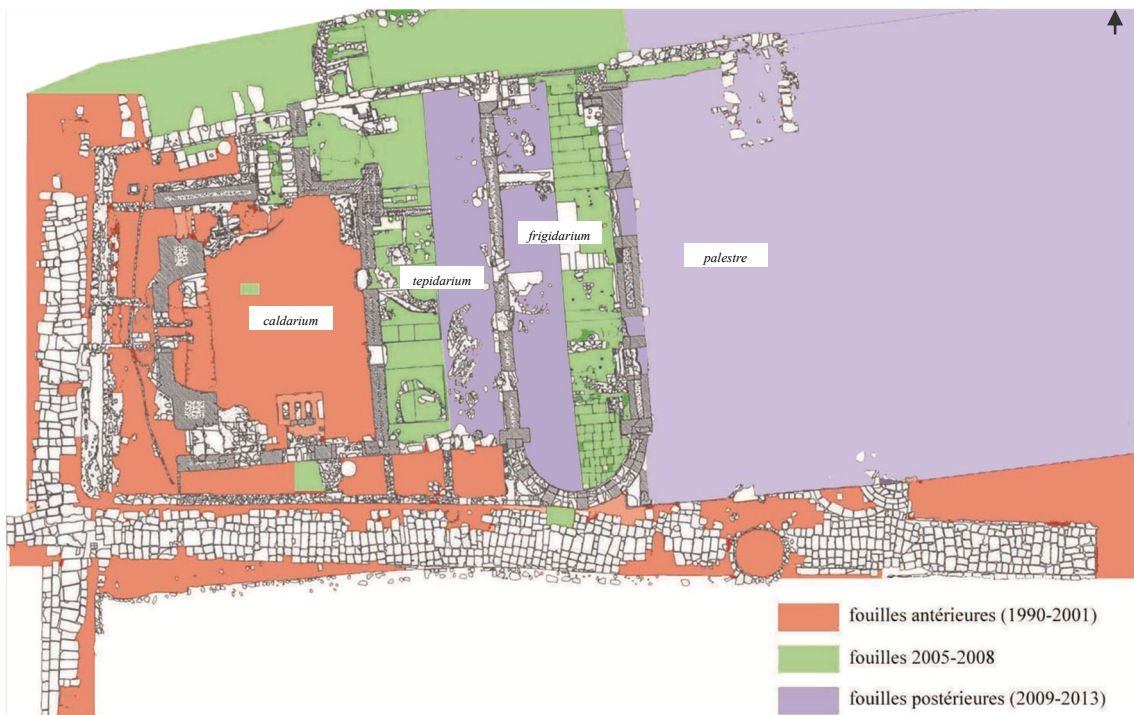 frigidarium
palestre
tepidarium
caldarium
fouilles antérieures (1990-2001)
fouilles 2005-2008
fouilles postérieures (2009-2013)